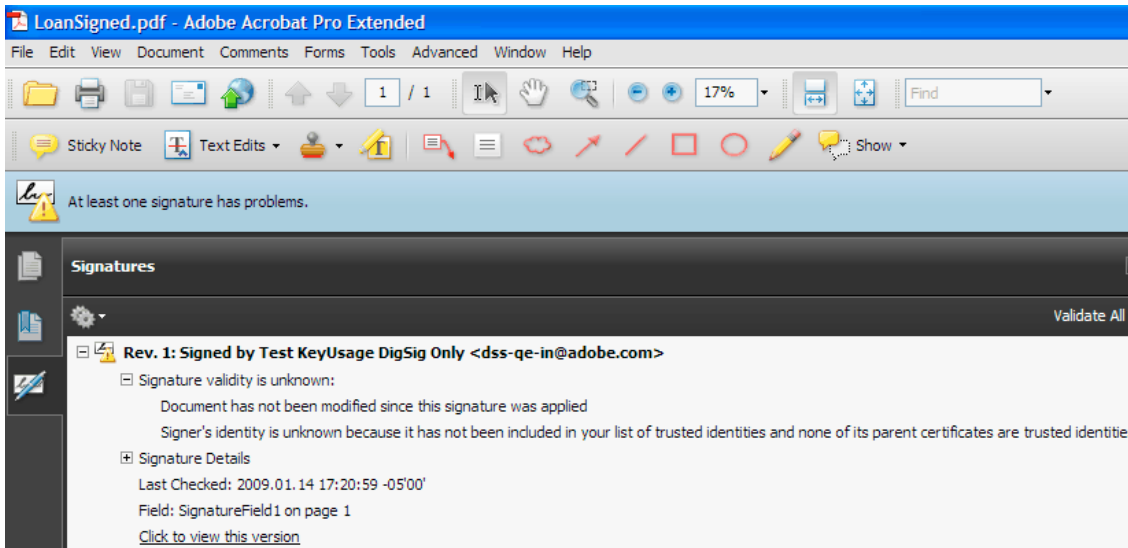 LoanSigned.pdf - Adobe Acrobat Pro Extended
File Edit View Document Comments Forms Tools Advanced Window Help
1 / 1 17% Find
Sticky Note Text Edits Show
At least one signature has problems.
Signatures
Validate All
Rev. 1: Signed by Test KeyUsage DigSig Only <dss-qe-in@adobe.com>
Signature validity is unknown:
Document has not been modified since this signature was applied
Signer's identity is unknown because it has not been included in your list of trusted identities and none of its parent certificates are trusted identitie
Signature Details
Last Checked: 2009.01.14 17:20:59 -05'00'
Field: SignatureField1 on page 1
Click to view this version